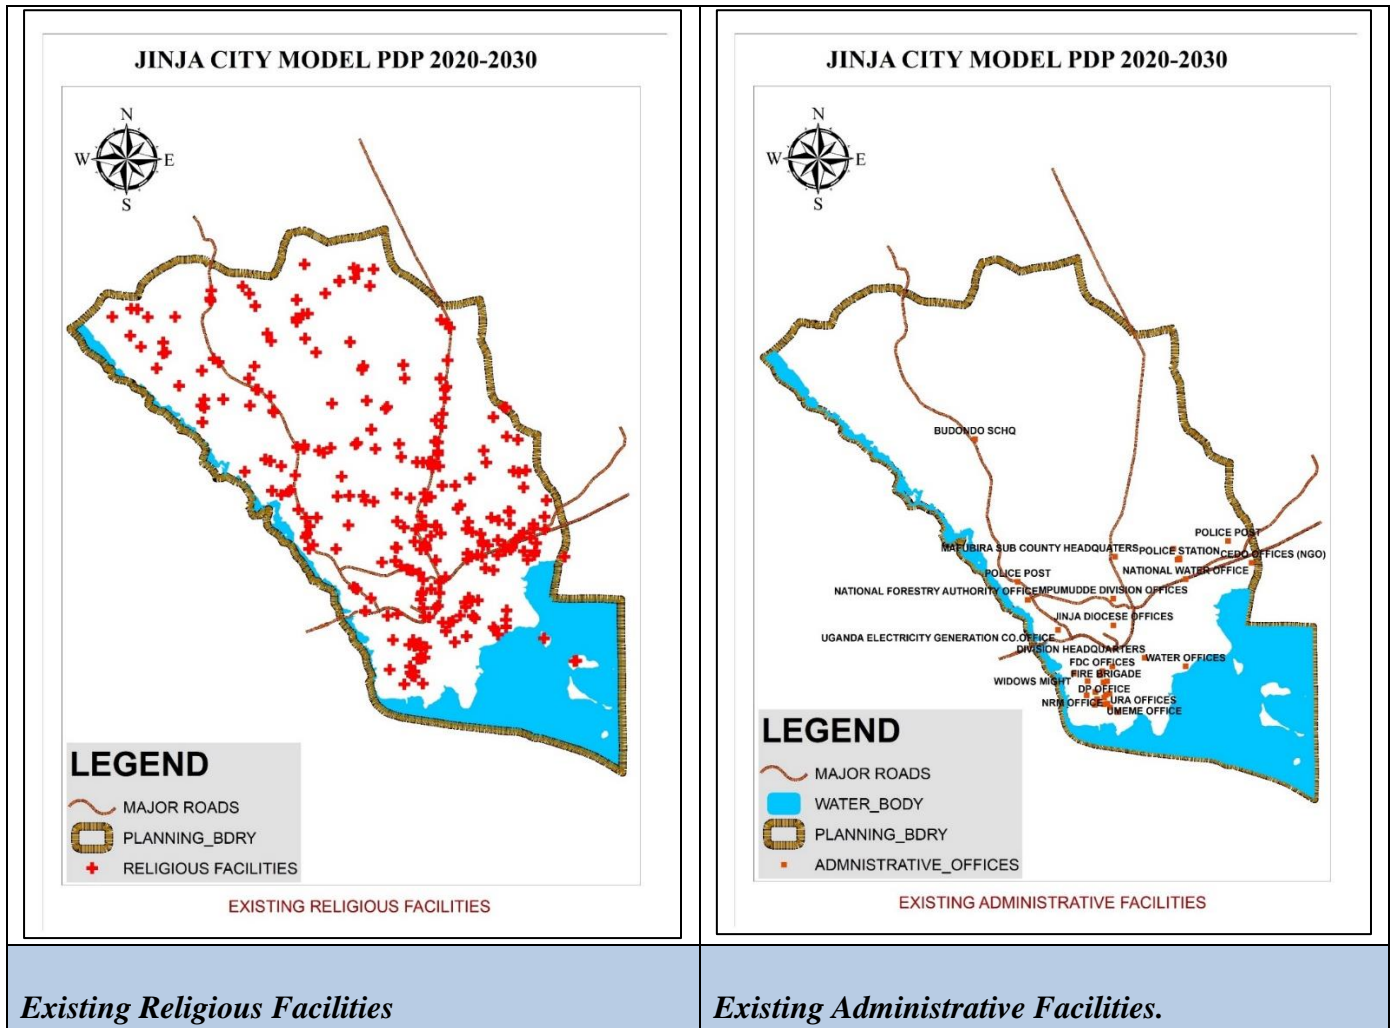 JINJA CITY MODEL PDP 2020-2030
N
W E
S
LEGEND
MAJOR ROADS
PLANNING_BDRY
RELIGIOUS FACILITIES
EXISTING RELIGIOUS FACILITIES
Existing Religious Facilities
JINJA CITY MODEL PDP 2020-2030
N
W E
S
BUDONDO SCHQ
POLICE POST
MAFUBIRA SUB COUNTY HEADQUATERS
POLICE STATION
CEDO OFFICES (NGO)
NATIONAL WATER OFFICE
POLICE POST
NATIONAL FORESTRY AUTHORITY OFFICE
MPUMUDDE DIVISION OFFICES
JINJA DIOCESE OFFICES
UGANDA ELECTRICITY GENERATION CO.OFFICE
DIVISION HEADQUARTERS
WATER OFFICES
FDC OFFICES
FIRE BRIGADE
WIDOWS MIGHT
DP OFFICE
NRM OFFICE
URA OFFICES
UMEME OFFICE
LEGEND
MAJOR ROADS
WATER_BODY
PLANNING_BDRY
ADMNISTRATIVE_OFFICES
EXISTING ADMINISTRATIVE FACILITIES
Existing Administrative Facilities.